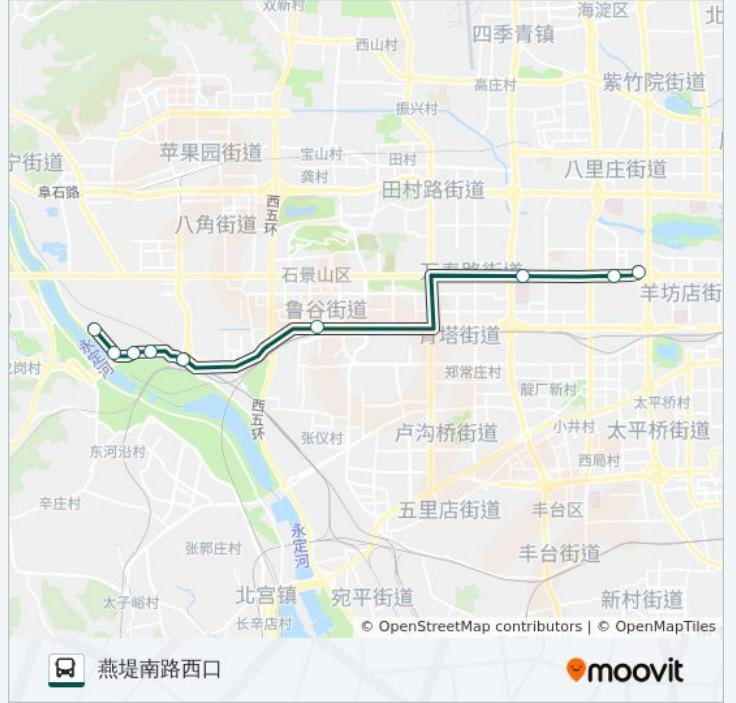 双新村
海淀区
北
四季青镇
西山村
高庄村
紫竹院街道
振兴村
苹果园街道
宝山村
田村
八里庄街道
宁街道
龚村
阜石路
田村路街道
西五环
八角街道
石景山区
万寿路街道
羊坊店街
鲁谷街道
青塔街道
永定河
岗村
郑常庄村
靛厂新村
太平桥村
西五环
小井村
太平桥街道
张仪村
卢沟桥街道
东河沿村
西局村
辛庄村
五里店街道
丰台区
永定河
张郭庄村
丰台街道
太子峪村
北宫镇
宛平街道
新村街道
长辛店村
© OpenStreetMap contributors | © OpenMapTiles
燕堤南路西口
moovit